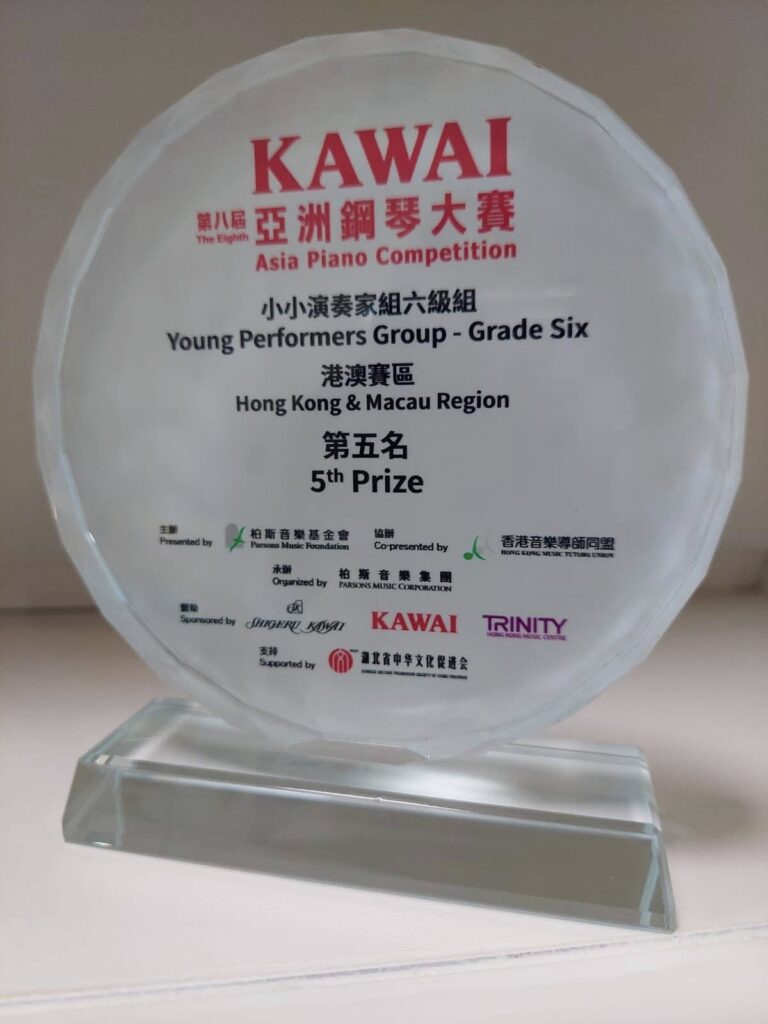 KAWAI
第八屆 亞洲鋼琴大賽
The Eighth Asia Piano Competition
小小演奏家組六級組
Young Performers Group - Grade Six
港澳賽區
Hong Kong & Macau Region
第五名
5th Prize
主辦 柏斯音樂基金會 協辦 香港音樂導師同盟
Presented by Parsons Music Foundation Co-presented by HONG KONG MUSIC TUTORS UNION
承辦 柏斯音樂集團
Organized by PARSONS MUSIC CORPORATION
贊助 SK
Sponsored by SHIGERU KAWAI KAWAI TRINITY
HONG KONG MUSIC CENTRE
支持 湖北省中华文化促进会
Supported by